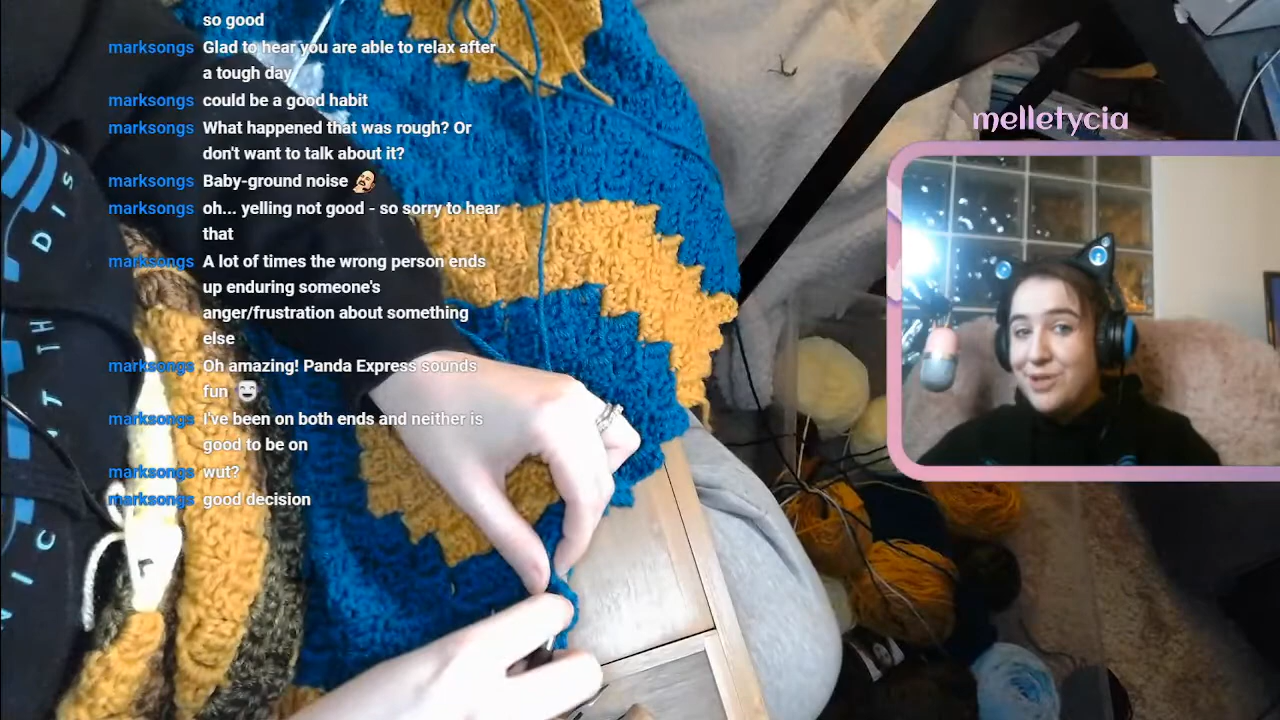 so good
marksongs Glad to hear you are able to relax after
a tough day
marksongs could be a good habit
marksongs What happened that was rough? Or
don't want to talk about it?
marksongs Baby-ground noise
marksongs oh... yelling not good - so sorry to hear
that
marksongs A lot of times the wrong person ends
up enduring someone's
anger/frustration about something
else
marksongs Oh amazing! Panda Express sounds
fun
marksongs I've been on both ends and neither is
good to be on
marksongs wut?
marksongs good decision
melletycia